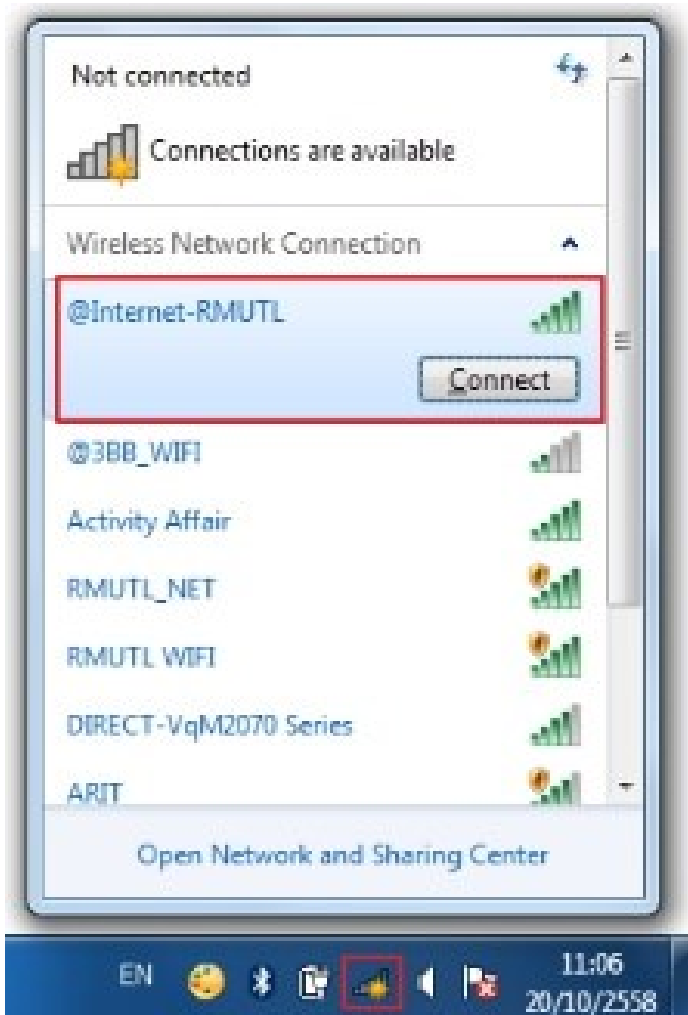 Not connected
Connections are available
Wireless Network Connection
@Internet-RMUTL
Connect
@3BB_WIFI
Activity Affair
RMUTL_NET
RMUTL WIFI
DIRECT-VqM2070 Series
ARIT
Open Network and Sharing Center
EN
11:06
20/10/2558